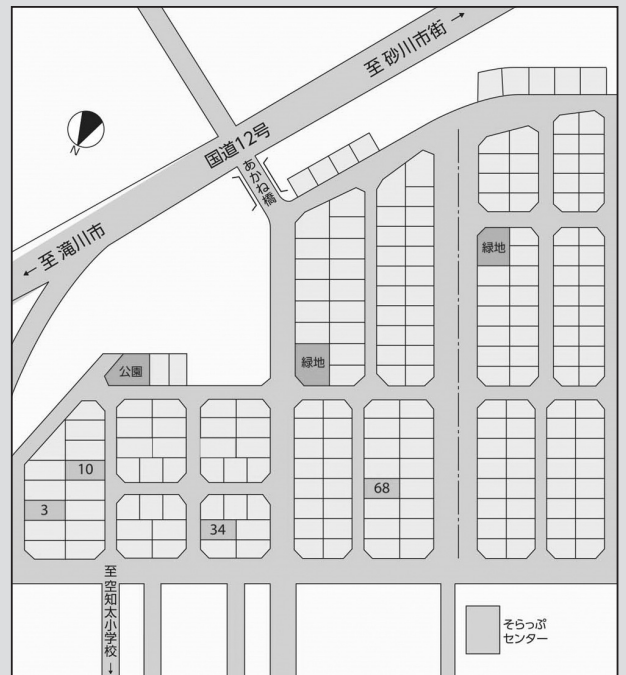 至 砂川市街 →
N
国道12号
あかね橋
← 至 滝川市
緑地
緑地
公園
10
3
68
34
至 空知太小学校 →
そらっぷ
センター